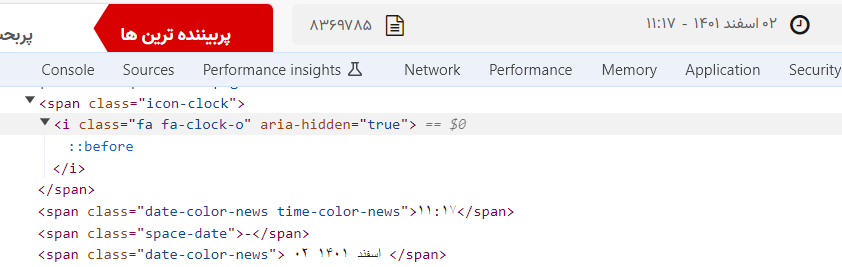 پربیننده ترین ها
پربحث
۸۳۶۹۷۸۵
۰۲ اسفند ۱۴۰۱ - ۱۱:۱۷
Console Sources Performance insights Network Performance Memory Application Security
<span class="icon-clock">
<i class="fa fa-clock-o" aria-hidden="true"> == $0
::before
</i>
</span>
<span class="date-color-news time-color-news">۱۱:۱۷</span>
<span class="space-date">-</span>
<span class="date-color-news"> ۰۲ اسفند ۱۴۰۱ </span>